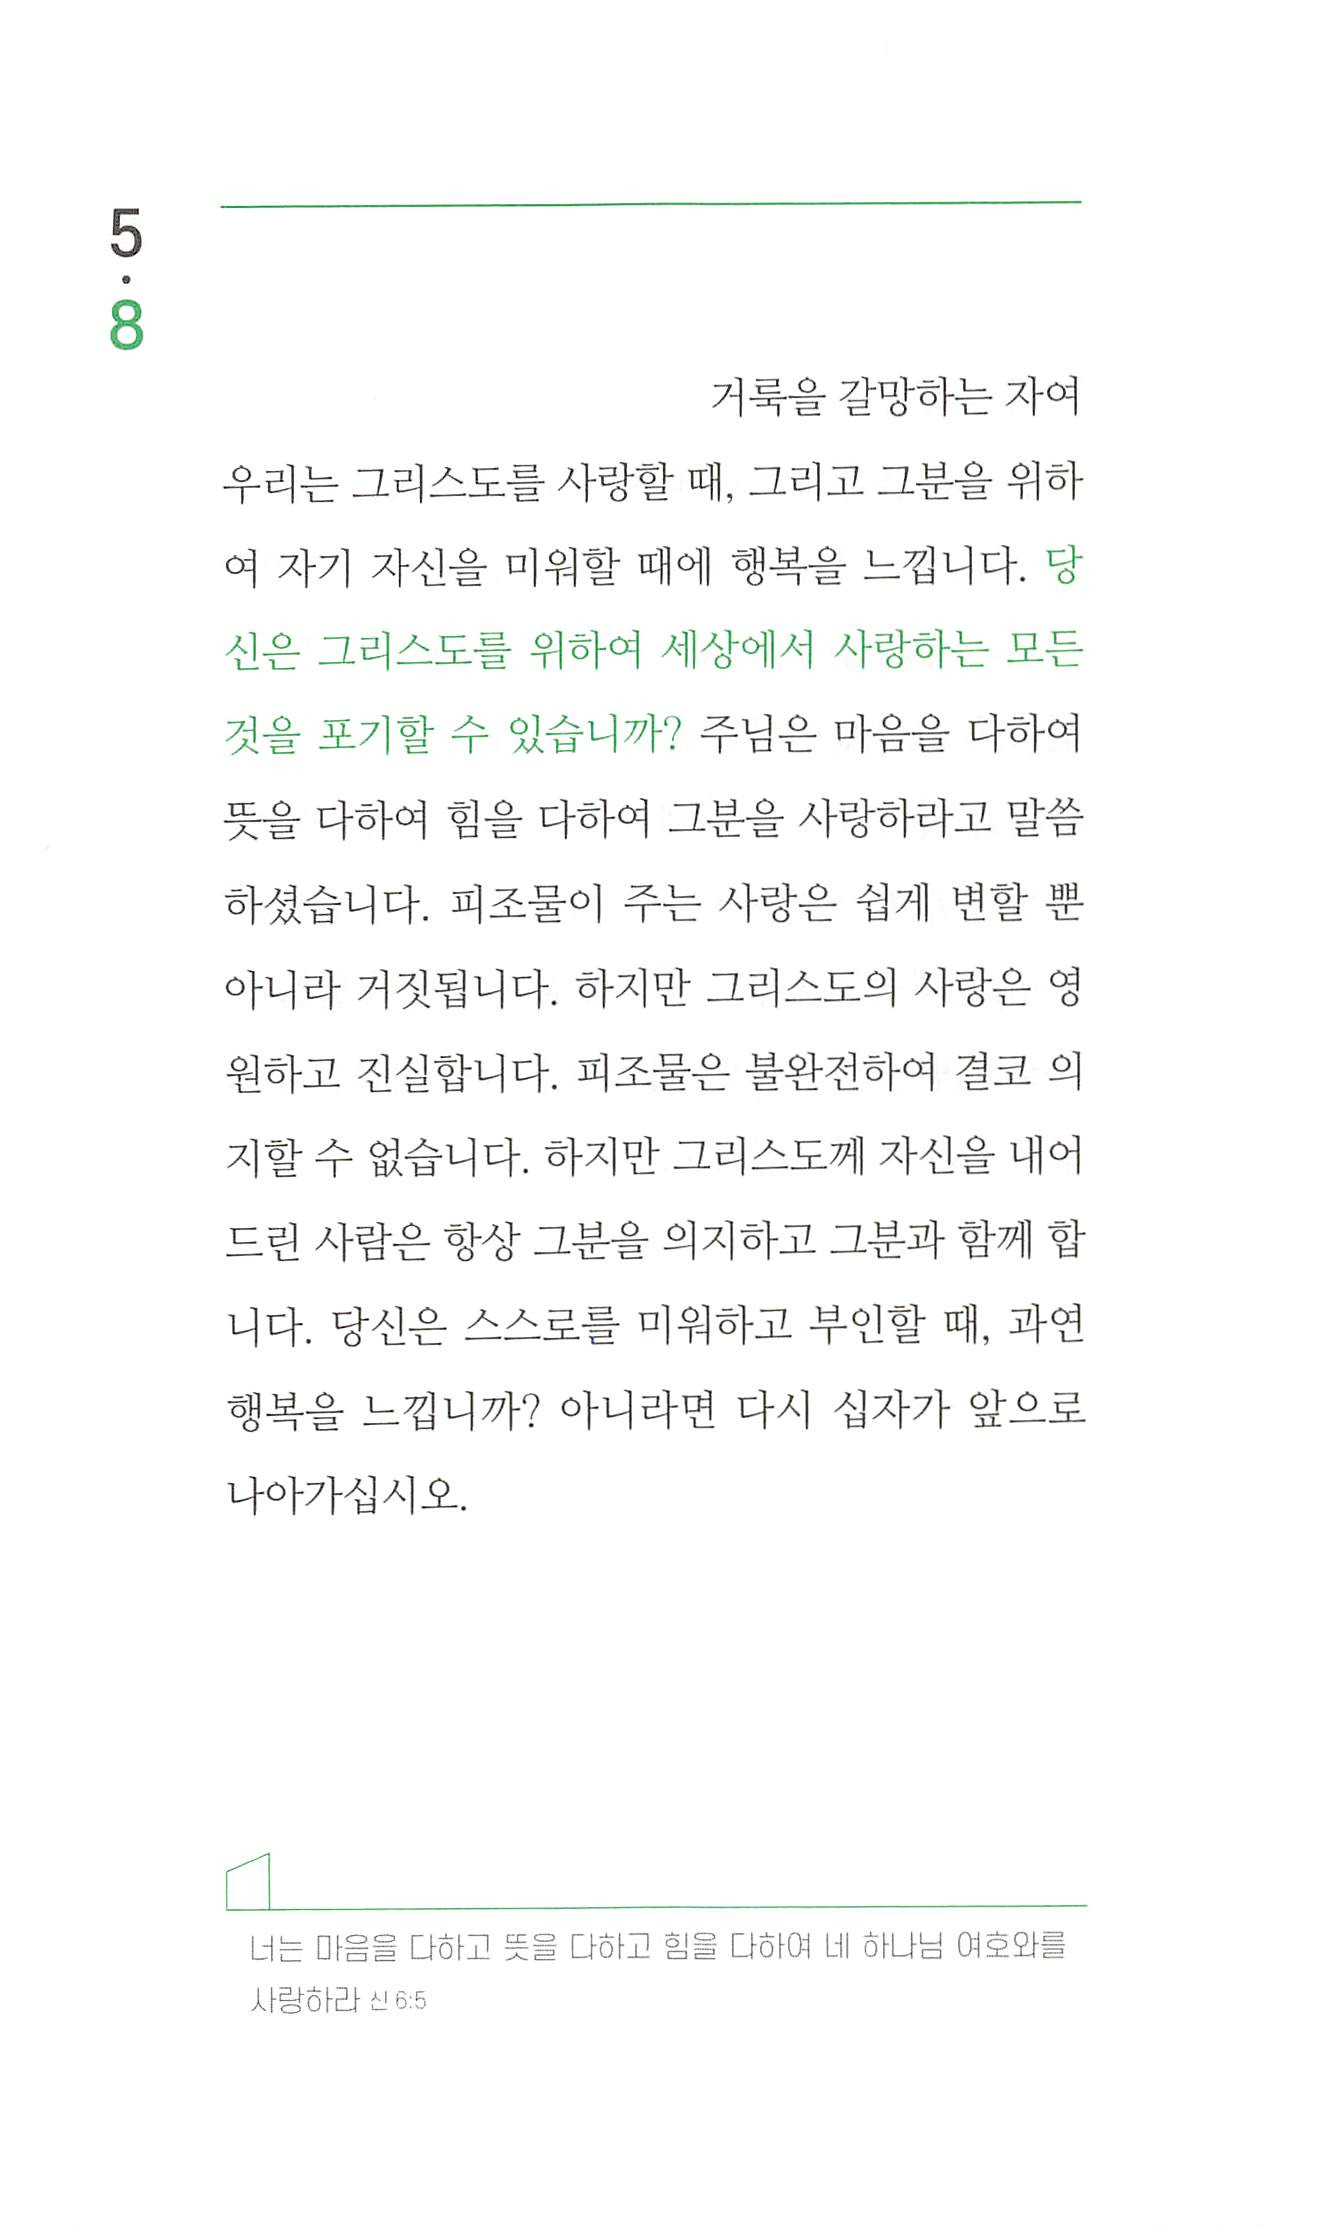 5
·
8
거룩을 갈망하는 자여
우리는 그리스도를 사랑할 때, 그리고 그분을 위하
여 자기 자신을 미워할 때에 행복을 느낍니다. 당
신은 그리스도를 위하여 세상에서 사랑하는 모든
것을 포기할 수 있습니까? 주님은 마음을 다하여
뜻을 다하여 힘을 다하여 그분을 사랑하라고 말씀
하셨습니다. 피조물이 주는 사랑은 쉽게 변할 뿐
아니라 거짓됩니다. 하지만 그리스도의 사랑은 영
원하고 진실합니다. 피조물은 불완전하여 결코 의
지할 수 없습니다. 하지만 그리스도께 자신을 내어
드린 사람은 항상 그분을 의지하고 그분과 함께 합
니다. 당신은 스스로를 미워하고 부인할 때, 과연
행복을 느낍니까? 아니라면 다시 십자가 앞으로
나아가십시오.
너는 마음을 다하고 뜻을 다하고 힘을 다하여 네 하나님 여호와를
사랑하라 신 6:5